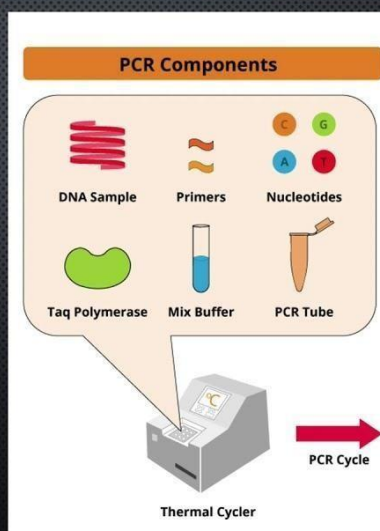 PCR Components
C G
A T
DNA Sample Primers Nucleotides
Taq Polymerase Mix Buffer PCR Tube
°C
PCR Cycle
Thermal Cycler